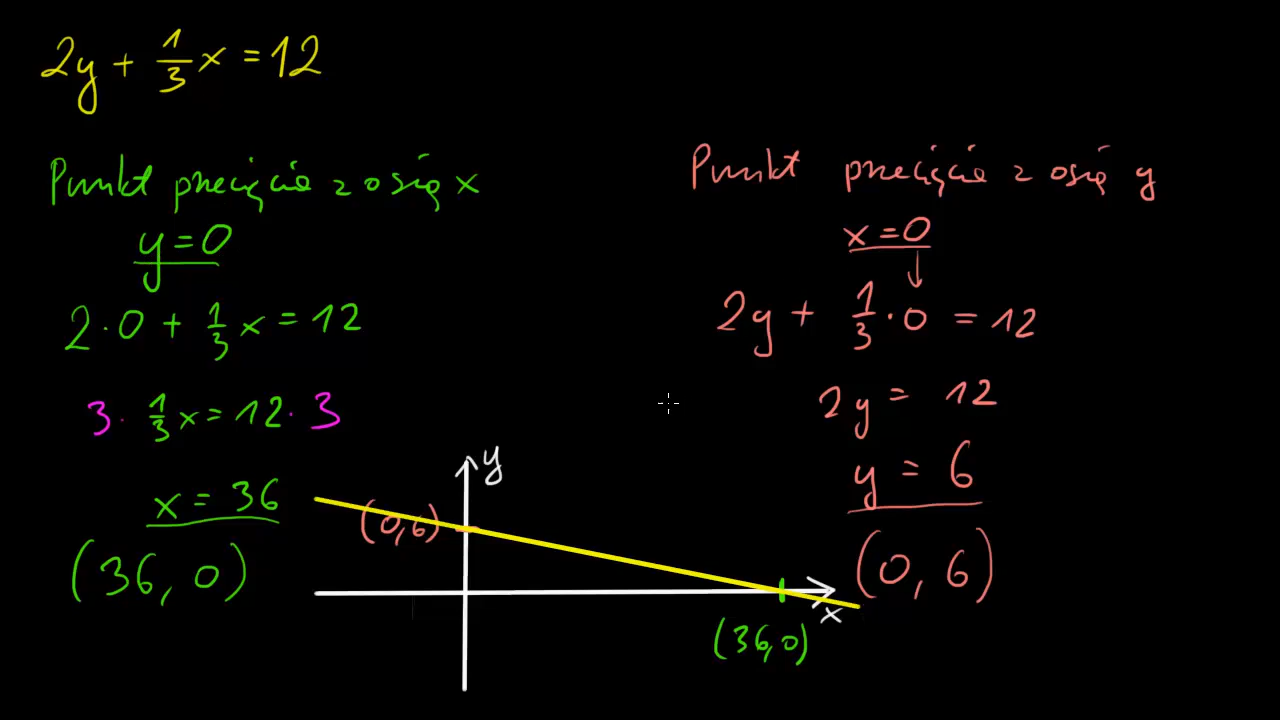 2y + 1/3 x = 12
Punkt przecięcia z osią x
y = 0
2 · 0 + 1/3 x = 12
3 · 1/3 x = 12 · 3
x = 36
(36, 0)
Punkt przecięcia z osią y
x = 0
2y + 1/3 · 0 = 12
2y = 12
y = 6
(0, 6)
y
(0, 6)
x
(36, 0)